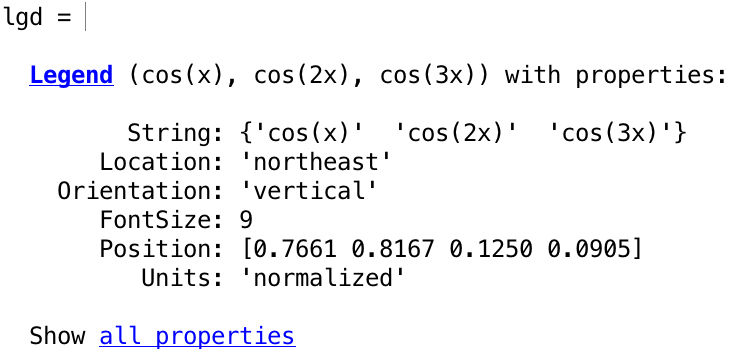 lgd =
Legend (cos(x), cos(2x), cos(3x)) with properties:
String: {'cos(x)'  'cos(2x)'  'cos(3x)'}
Location: 'northeast'
Orientation: 'vertical'
FontSize: 9
Position: [0.7661 0.8167 0.1250 0.0905]
Units: 'normalized'
Show all properties